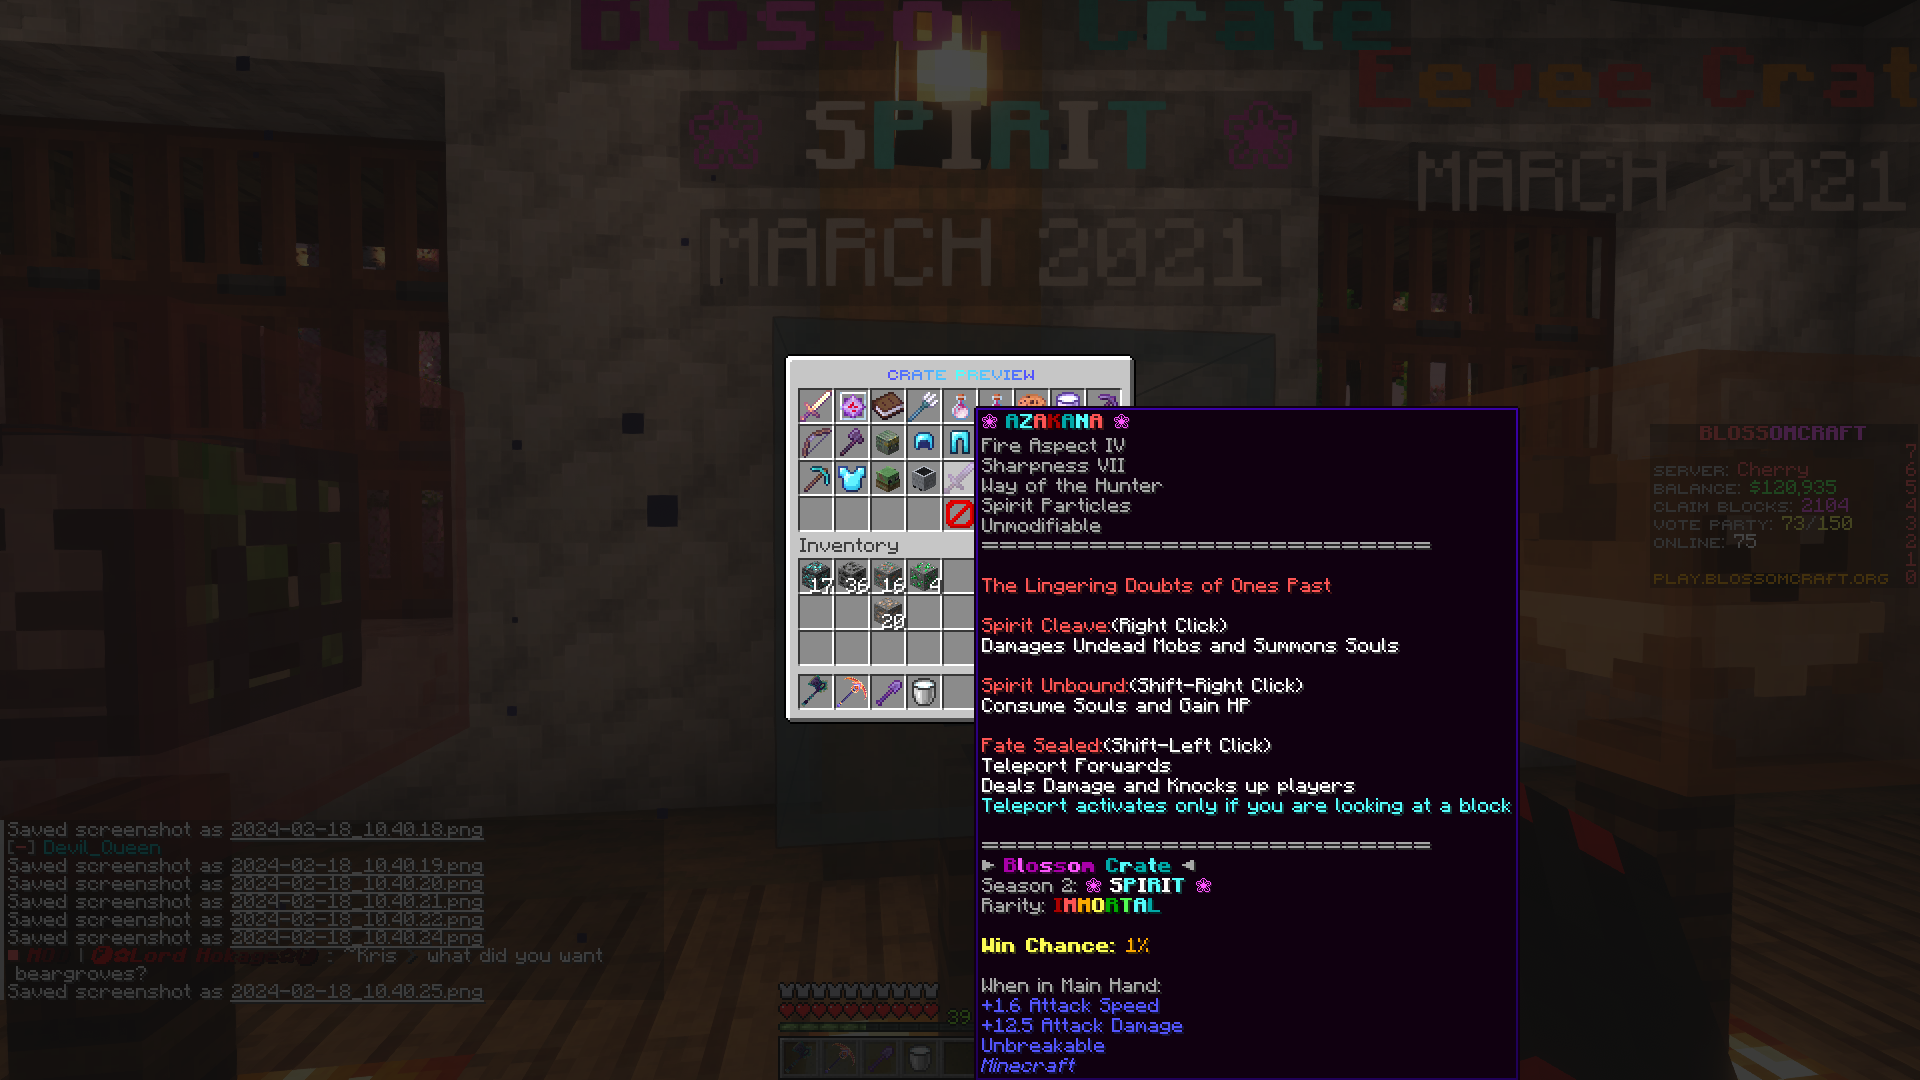 Blossom Crate
Eevee Crat
❀ SPIRIT ❀
MARCH 2021
MARCH 2021
CRATE PREVIEW
❀ AZAKANA ❀
Fire Aspect IV
Sharpness VII
Way of the Hunter
Spirit Particles
Unmodifiable
============================
The Lingering Doubts of Ones Past
Spirit Cleave:(Right Click)
Damages Undead Mobs and Summons Souls
Spirit Unbound:(Shift-Right Click)
Consume Souls and Gain HP
Fate Sealed:(Shift-Left Click)
Teleport Forwards
Deals Damage and Knocks up players
Teleport activates only if you are looking at a block
============================
► Blossom Crate ◄
Season 2: ❀ SPIRIT ❀
Rarity: IMMORTAL
Win Chance: 1%
When in Main Hand:
+1.6 Attack Speed
+12.5 Attack Damage
Unbreakable
Minecraft
Inventory
17 36 16 4
20
BLOSSOMCRAFT
7
SERVER: Cherry 6
BALANCE: $120,935 5
CLAIM BLOCKS: 2104 4
VOTE PARTY: 73/150 3
ONLINE: 75 2
1
PLAY.BLOSSOMCRAFT.ORG 0
Saved screenshot as 2024-02-18_10.40.18.png
[-] Devil_Queen
Saved screenshot as 2024-02-18_10.40.19.png
Saved screenshot as 2024-02-18_10.40.20.png
Saved screenshot as 2024-02-18_10.40.21.png
Saved screenshot as 2024-02-18_10.40.22.png
Saved screenshot as 2024-02-18_10.40.24.png
Lord : ~Kris > what did you want
beargroves?
Saved screenshot as 2024-02-18_10.40.25.png
39